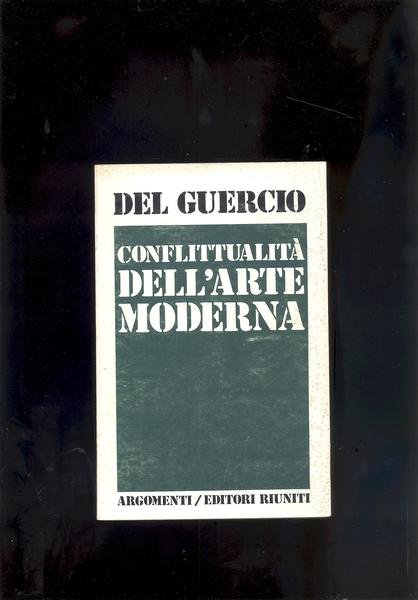 DEL GUERCIO
CONFLITTUALITÀ
DELL'ARTE
MODERNA
ARGOMENTI/EDITORI RIUNITI